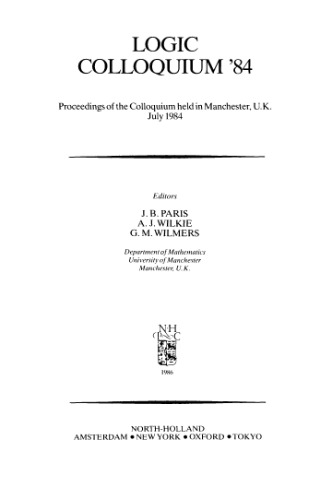 LOGIC
COLLOQUIUM '84
Proceedings of the Colloquium held in Manchester, U.K.
July 1984
Editors
J. B. PARIS
A. J. WILKIE
G. M. WILMERS
Department of Mathematics
University of Manchester
Manchester, U.K.
N·H
C
1986
NORTH-HOLLAND
AMSTERDAM ● NEW YORK ● OXFORD ● TOKYO